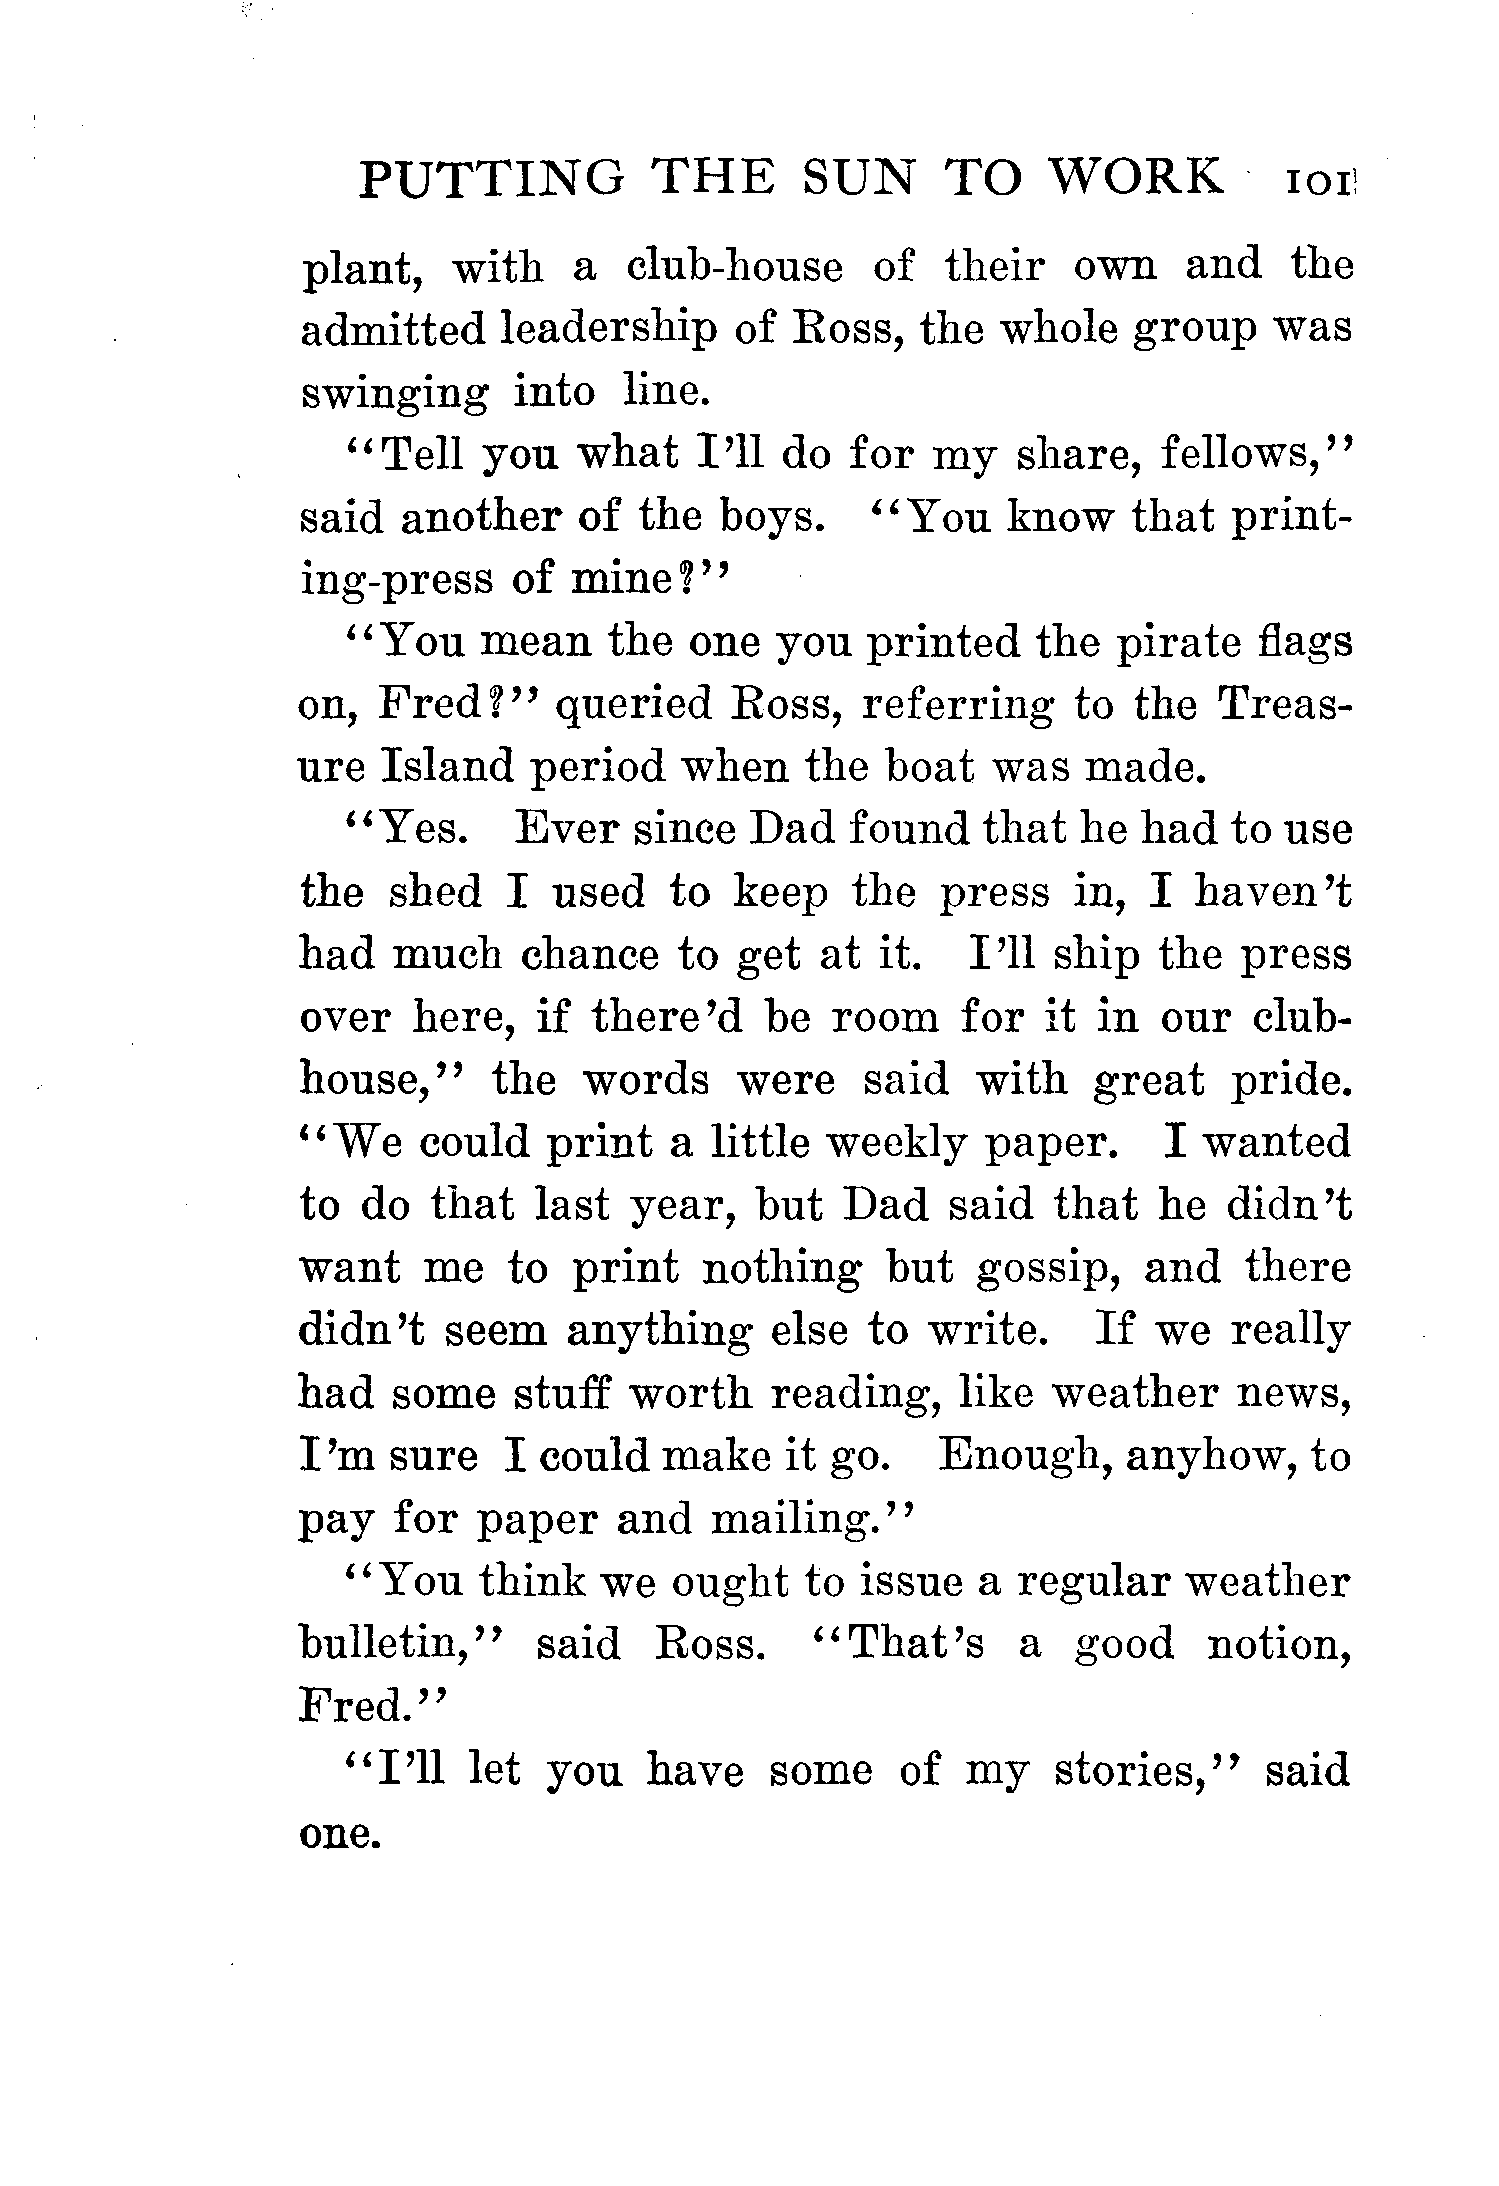 PUTTING THE SUN TO WORK 101
plant, with a club-house of their own and the
admitted leadership of Ross, the whole group was
swinging into line.
“Tell you what I’ll do for my share, fellows,”
said another of the boys. “You know that print-
ing-press of mine?”
“You mean the one you printed the pirate flags
on, Fred?” queried Ross, referring to the Treas-
ure Island period when the boat was made.
“Yes. Ever since Dad found that he had to use
the shed I used to keep the press in, I haven’t
had much chance to get at it. I’ll ship the press
over here, if there’d be room for it in our club-
house,” the words were said with great pride.
“We could print a little weekly paper. I wanted
to do that last year, but Dad said that he didn’t
want me to print nothing but gossip, and there
didn’t seem anything else to write. If we really
had some stuff worth reading, like weather news,
I’m sure I could make it go. Enough, anyhow, to
pay for paper and mailing.”
“You think we ought to issue a regular weather
bulletin,” said Ross. “That’s a good notion,
Fred.”
“I’ll let you have some of my stories,” said
one.